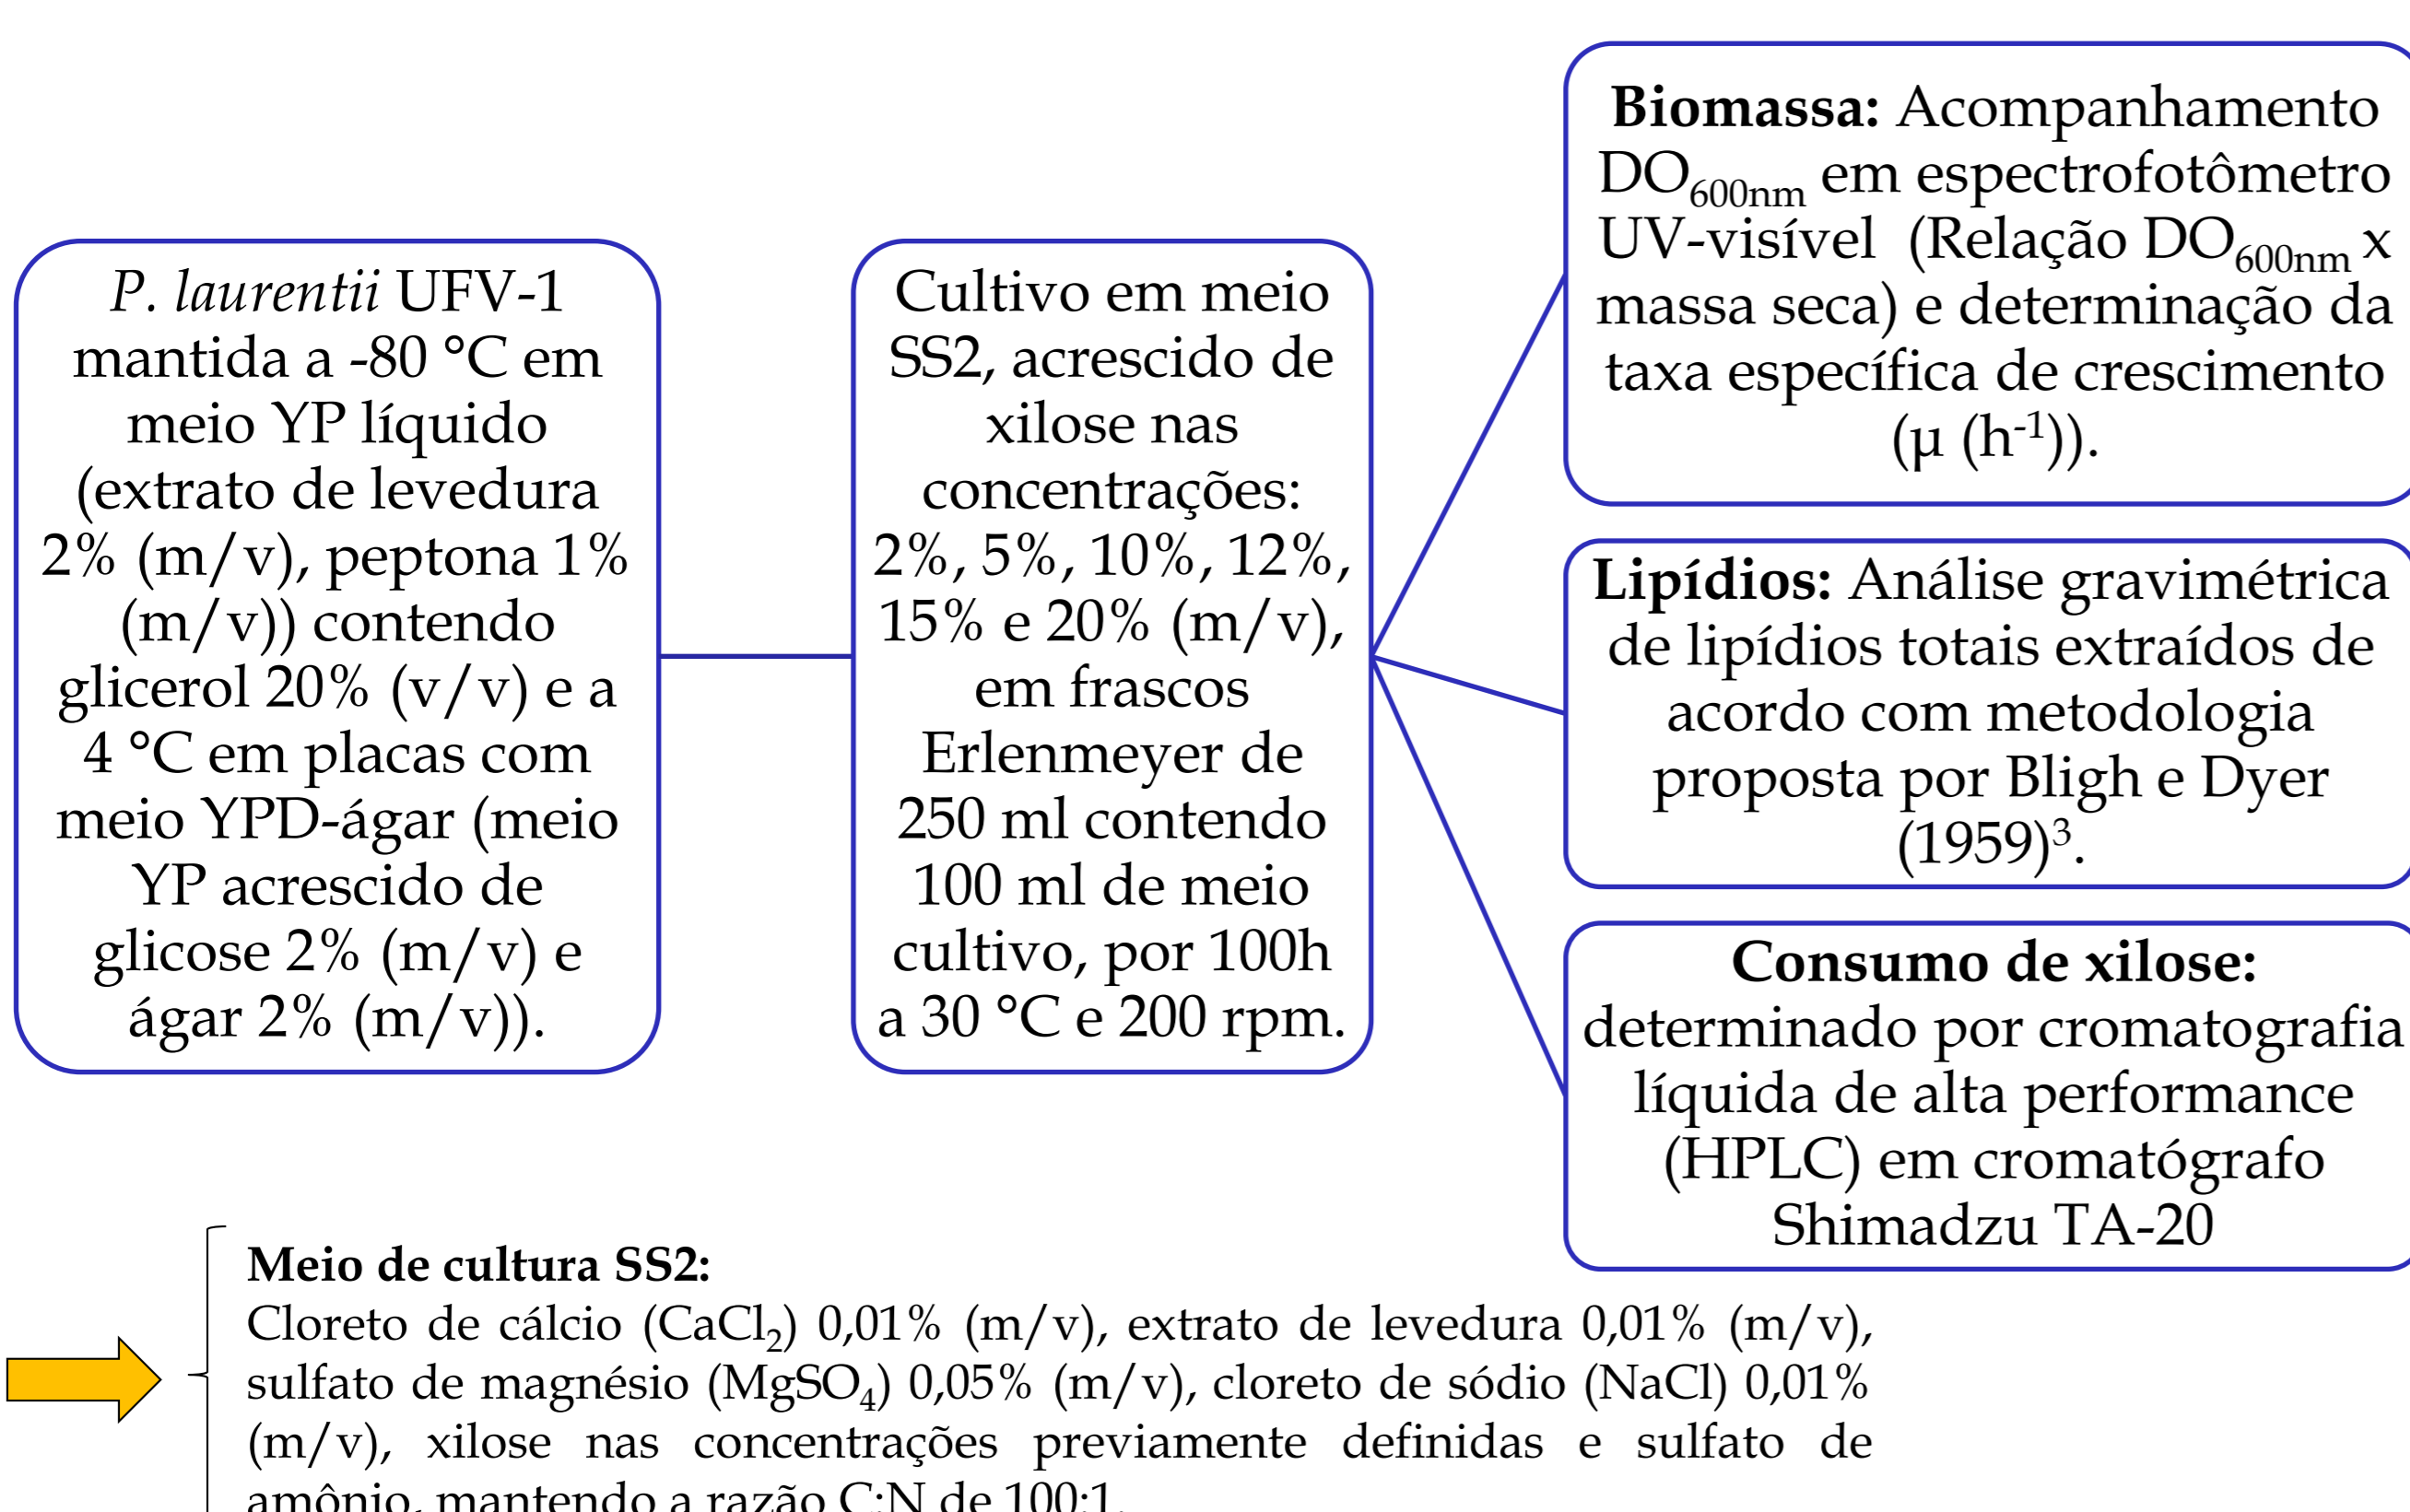 P. laurentii UFV-1
mantida a -80 °C em
meio YP líquido
(extrato de levedura
2% (m/v), peptona 1%
(m/v)) contendo
glicerol 20% (v/v) e a
4 °C em placas com
meio YPD-ágar (meio
YP acrescido de
glicose 2% (m/v) e
ágar 2% (m/v)).
Cultivo em meio
SS2, acrescido de
xilose nas
concentrações:
2%, 5%, 10%, 12%,
15% e 20% (m/v),
em frascos
Erlenmeyer de
250 ml contendo
100 ml de meio
cultivo, por 100h
a 30 °C e 200 rpm.
Biomassa: Acompanhamento
DO600nm em espectrofotômetro
UV-visível (Relação DO600nm x
massa seca) e determinação da
taxa específica de crescimento
(µ (h-1)).
Lipídios: Análise gravimétrica
de lipídios totais extraídos de
acordo com metodologia
proposta por Bligh e Dyer
(1959)3.
Consumo de xilose:
determinado por cromatografia
líquida de alta performance
(HPLC) em cromatógrafo
Shimadzu TA-20
Meio de cultura SS2:
Cloreto de cálcio (CaCl2) 0,01% (m/v), extrato de levedura 0,01% (m/v),
sulfato de magnésio (MgSO4) 0,05% (m/v), cloreto de sódio (NaCl) 0,01%
(m/v), xilose nas concentrações previamente definidas e sulfato de
amônio, mantendo a razão C:N de 100:1.